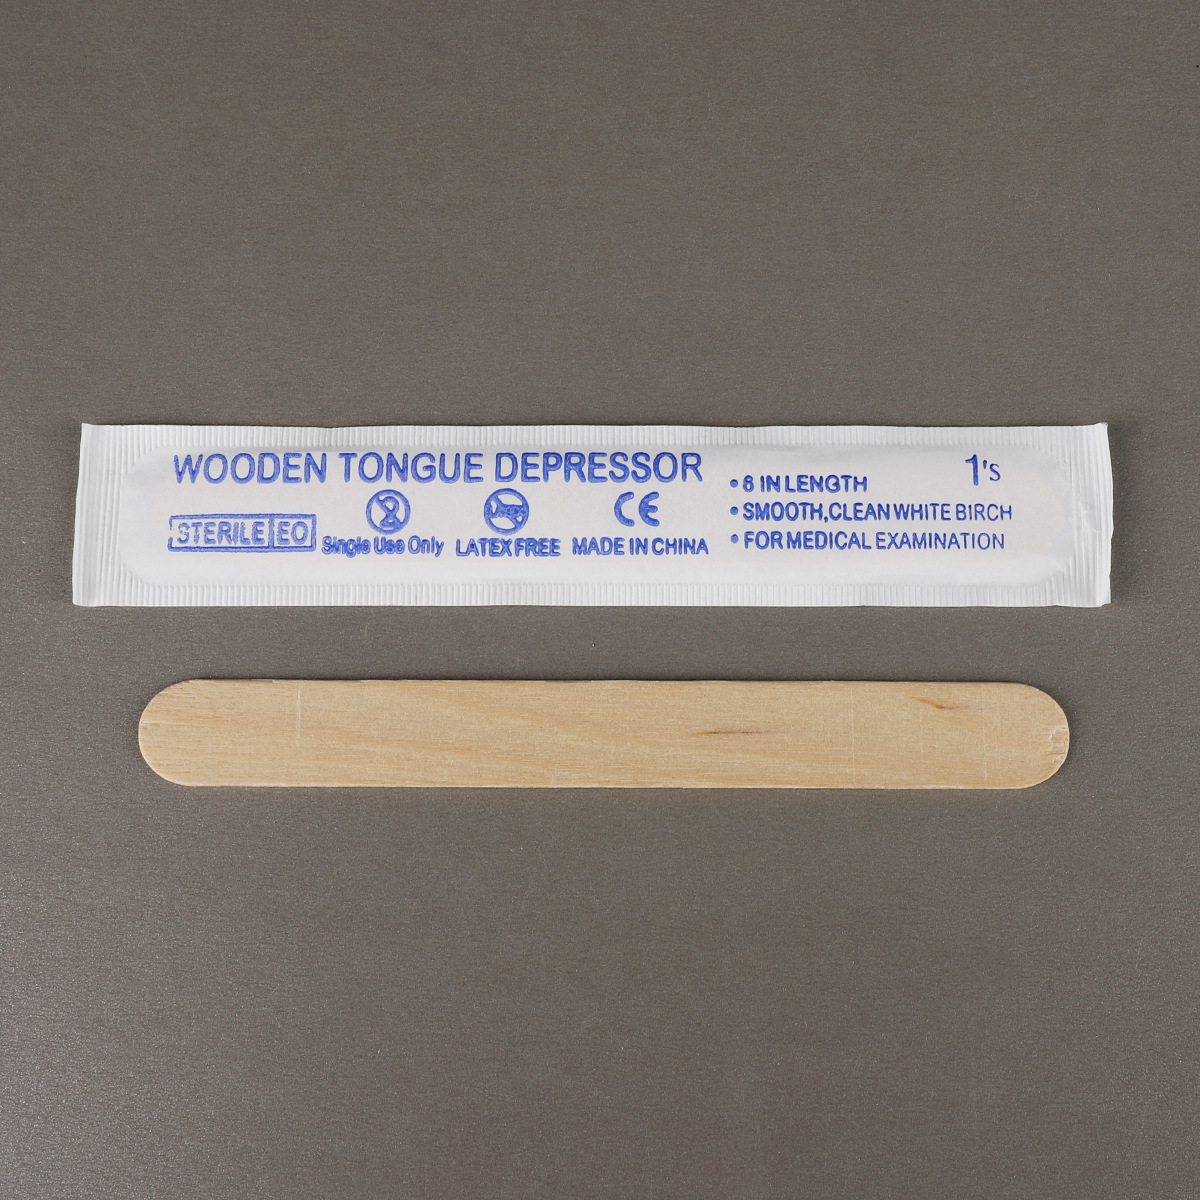 WOODEN TONGUE DEPRESSOR
STERILE EO
Single Use Only
LATEX FREE
CE
MADE IN CHINA
1's
• 6 IN LENGTH
• SMOOTH,CLEAN WHITE BIRCH
• FOR MEDICAL EXAMINATION